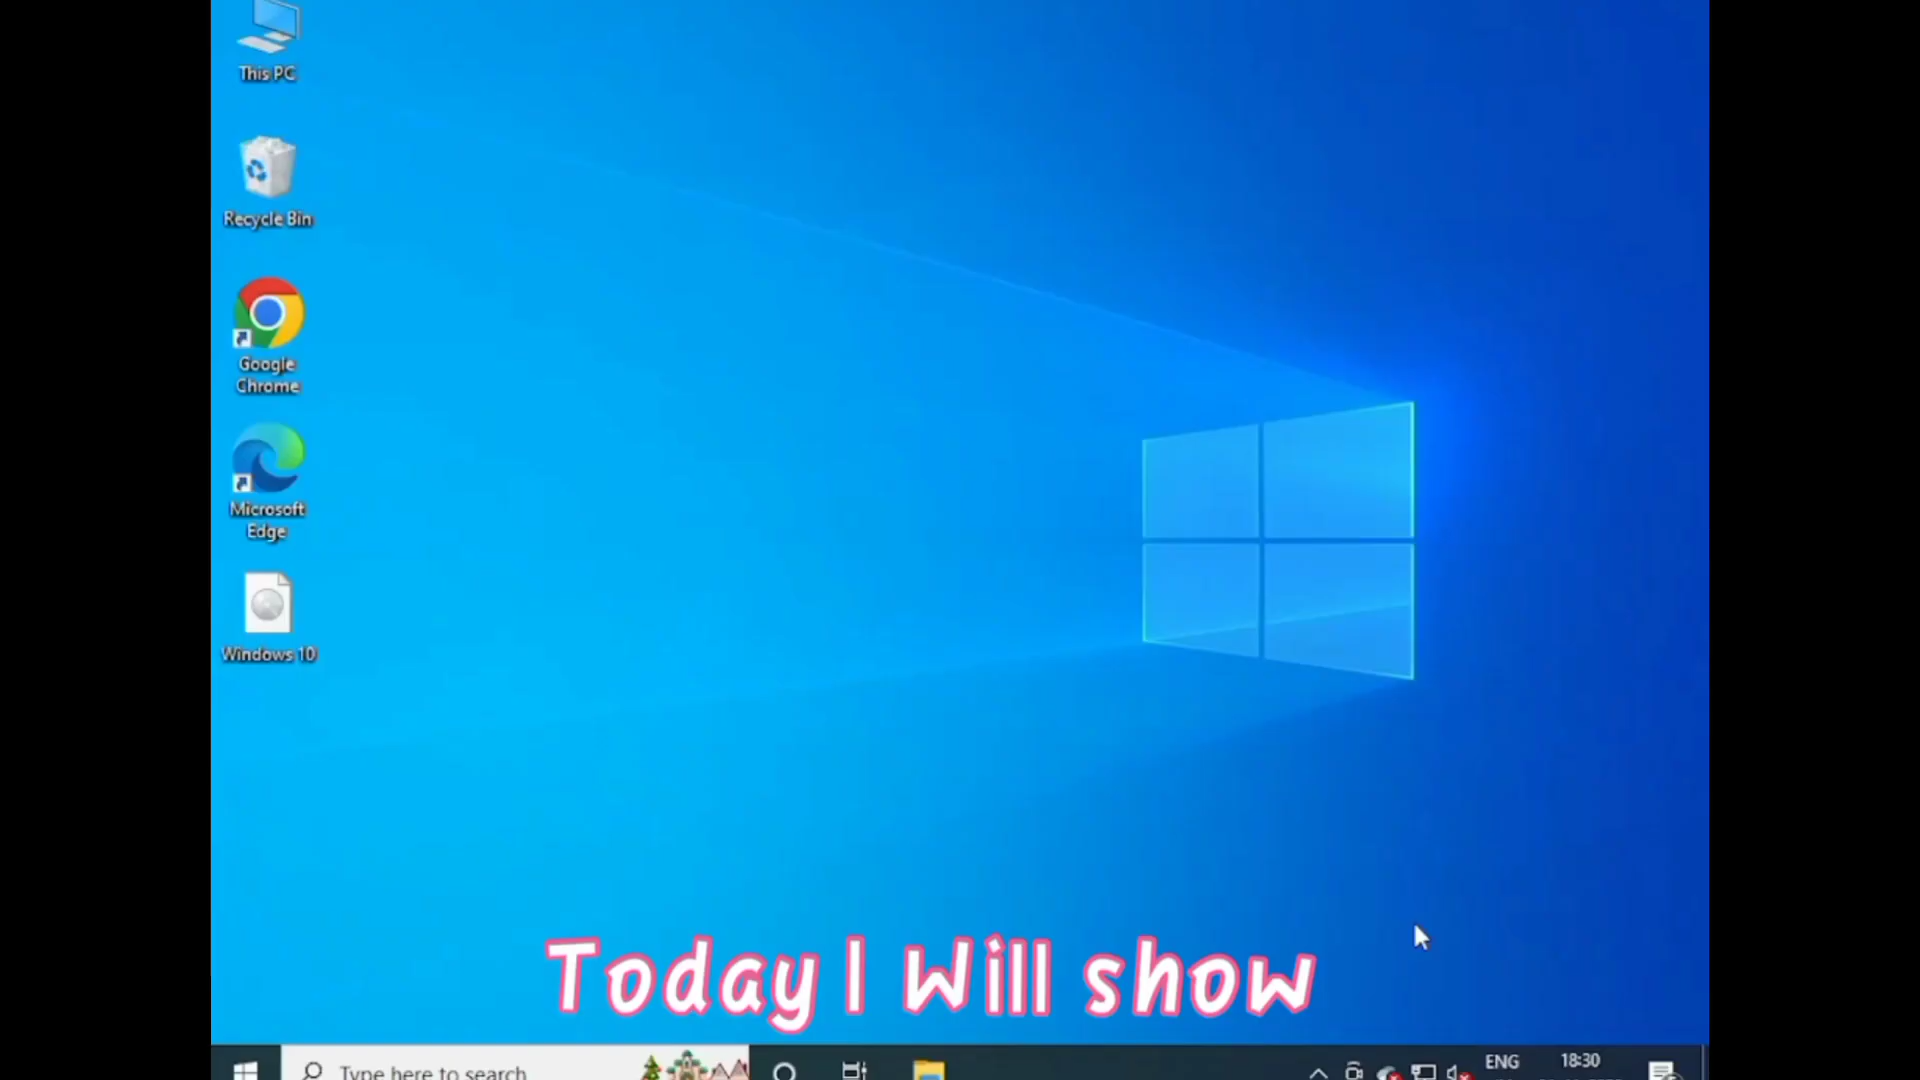 This PC
Recycle Bin
Google
Chrome
Microsoft
Edge
Windows 10
Today I Will show
Type here to search
ENG
18:30